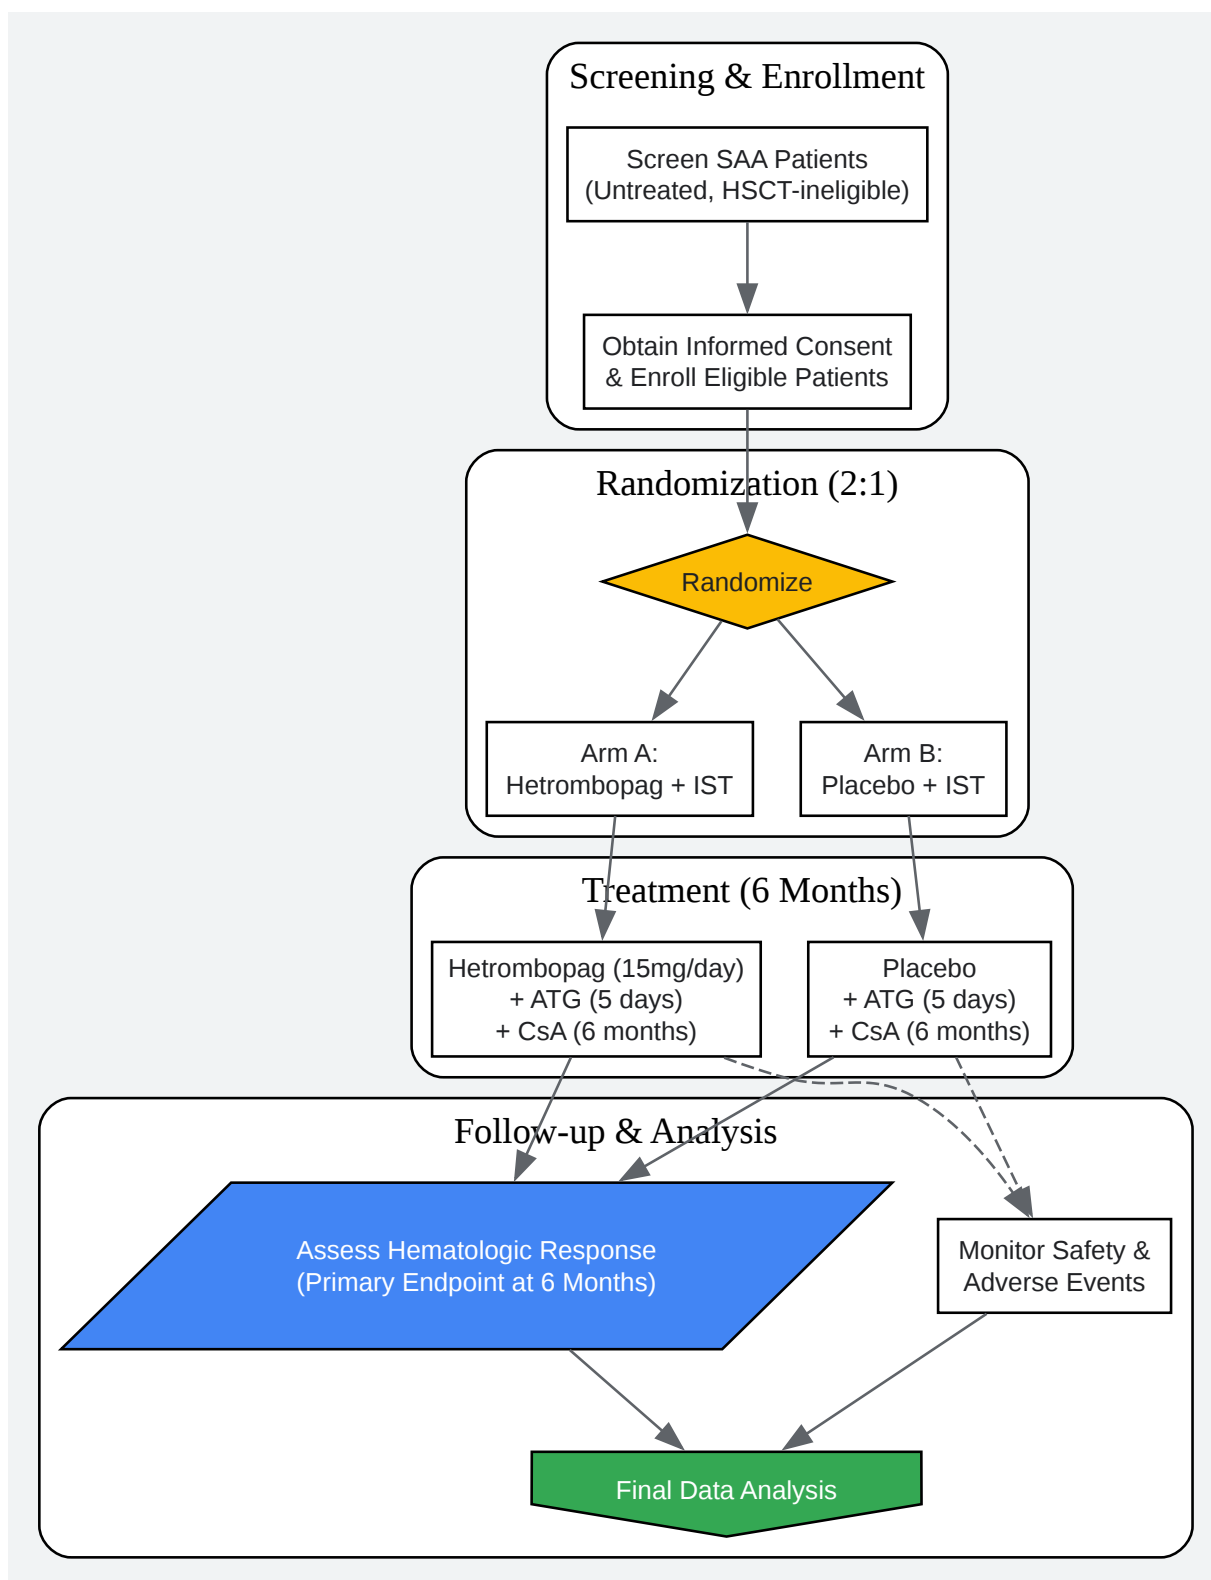 Screening & Enrollment
Screen SAA Patients
(Untreated, HSCT-ineligible)
Obtain Informed Consent
& Enroll Eligible Patients
Randomization (2:1)
Randomize
Arm A:
Hetrombopag + IST
Arm B:
Placebo + IST
Treatment (6 Months)
Hetrombopag (15mg/day)
+ ATG (5 days)
+ CsA (6 months)
Placebo
+ ATG (5 days)
+ CsA (6 months)
Follow-up & Analysis
Assess Hematologic Response
(Primary Endpoint at 6 Months)
Monitor Safety &
Adverse Events
Final Data Analysis